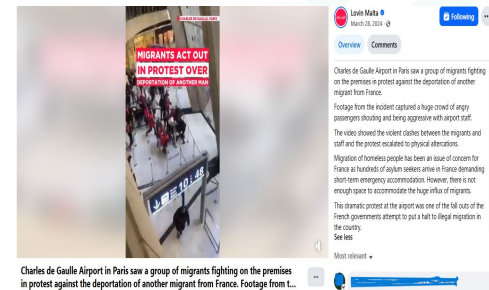 CHARLES DE GAULLE, PARIS
MIGRANTS ACT OUT
IN PROTEST OVER
DEPORTATION OF ANOTHER MAN
10:48
Charles de Gaulle Airport in Paris saw a group of migrants fighting on the premises
in protest against the deportation of another migrant from France. Footage from t...
Lovin Malta
March 28, 2024 ·
Following
Overview
Comments
Charles de Gaulle Airport in Paris saw a group of migrants fighting
on the premises in protest against the deportation of another
migrant from France.
Footage from the incident captured a huge crowd of angry
passengers shouting and being aggressive with airport staff.
The video showed the violent clashes between the migrants and
staff and the protest escalated to physical altercations.
Migration of homeless people has been an issue of concern for
France as hundreds of asylum seekers arrive in France demanding
short-term emergency accommodation. However, there is not
enough space to accommodate the huge influx of migrants.
This dramatic protest at the airport was one of the fall outs of the
French governments attempt to put a halt to illegal migration in
the country.
See less
Most relevant